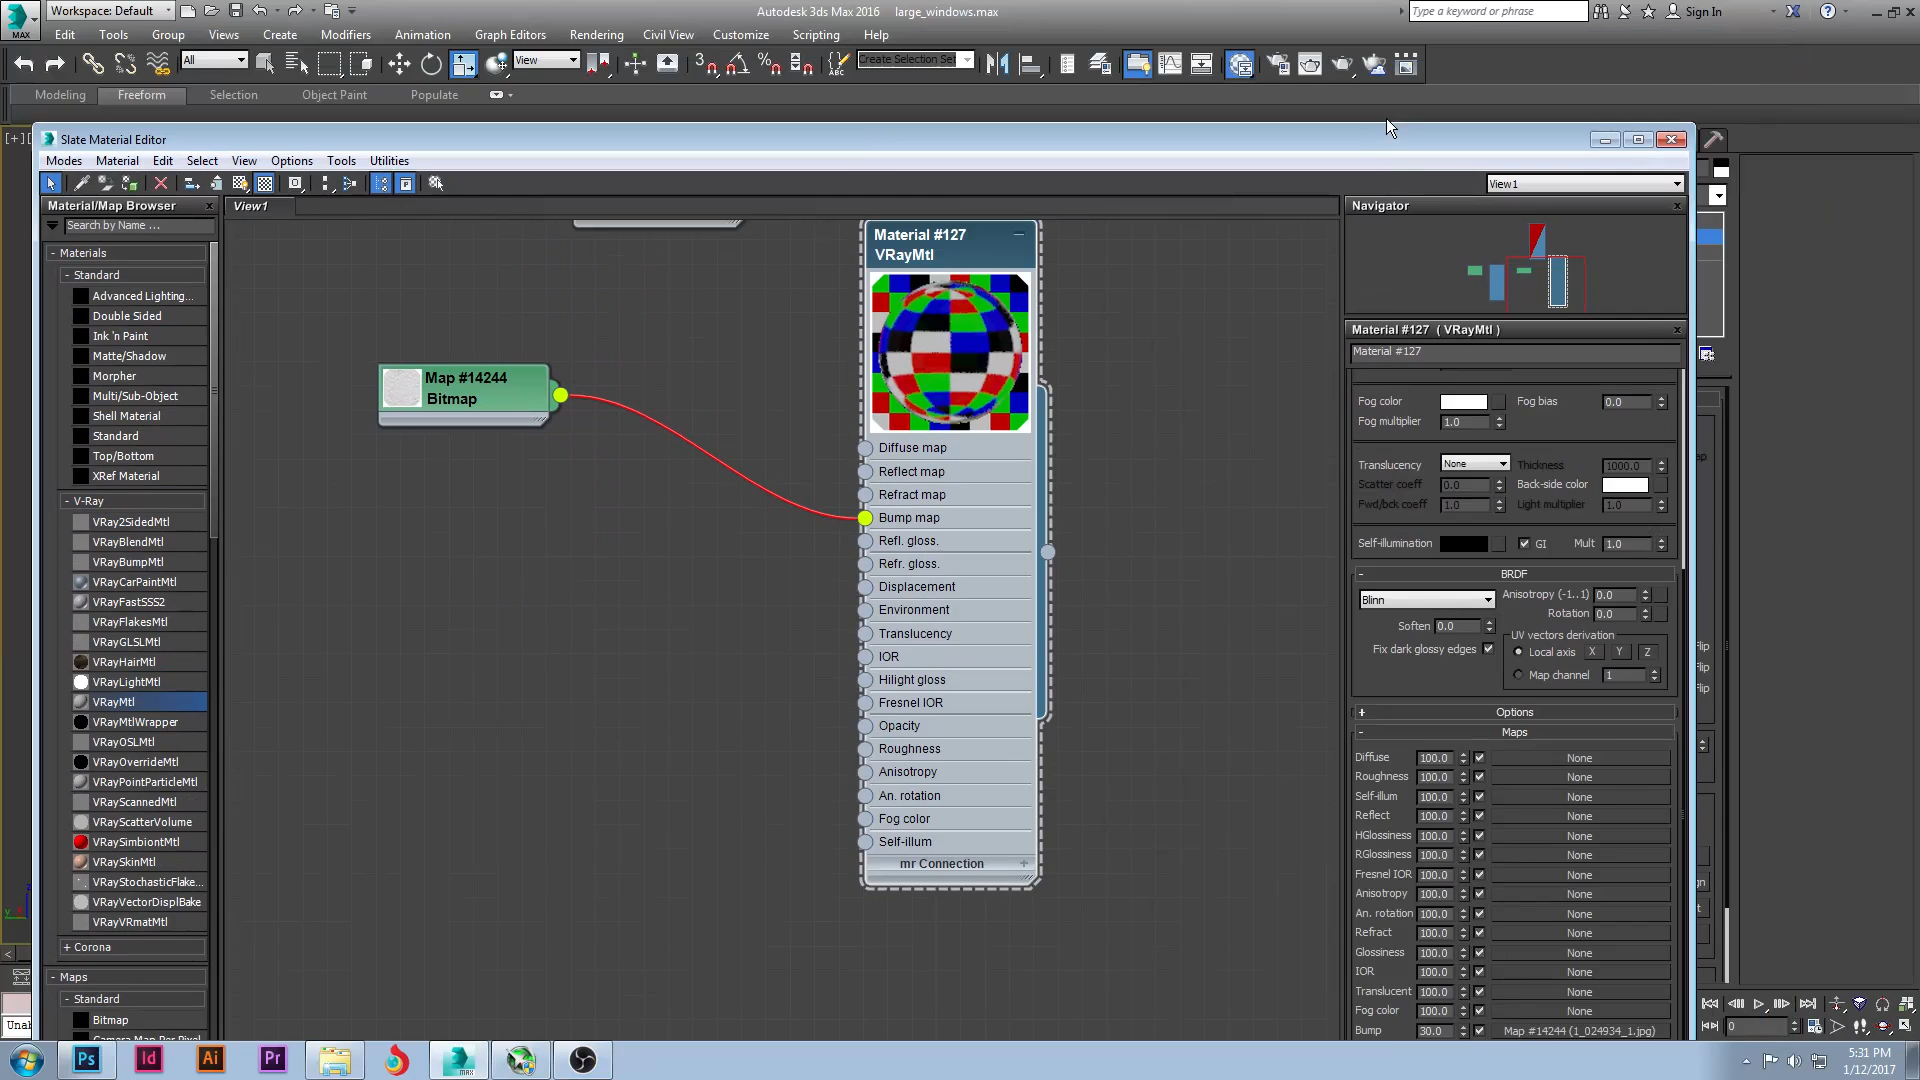 Workspace: Default
Autodesk 3ds Max 2016 large_windows.max
Type a keyword or phrase
Sign In
MAX
Edit Tools Group Views Create Modifiers Animation Graph Editors Rendering Civil View Customize Scripting Help
All
View
Create Selection Set
Modeling Freeform Selection Object Paint Populate
[+]
Slate Material Editor
Modes Material Edit Select View Options Tools Utilities
View1
Material/Map Browser
View1
Navigator
Search by Name ...
- Materials
- Standard
Advanced Lighting...
Double Sided
Ink 'n Paint
Matte/Shadow
Morpher
Multi/Sub-Object
Shell Material
Standard
Top/Bottom
XRef Material
- V-Ray
VRay2SidedMtl
VRayBlendMtl
VRayBumpMtl
VRayCarPaintMtl
VRayFastSSS2
VRayFlakesMtl
VRayGLSLMtl
VRayHairMtl
VRayLightMtl
VRayMtl
VRayMtlWrapper
VRayOSLMtl
VRayOverrideMtl
VRayPointParticleMtl
VRayScannedMtl
VRayScatterVolume
VRaySimbiontMtl
VRaySkinMtl
VRayStochasticFlake...
VRayVectorDisplBake
VRayVRmatMtl
+ Corona
- Maps
- Standard
Bitmap
Map #14244
Bitmap
Material #127
VRayMtl
Diffuse map
Reflect map
Refract map
Bump map
Refl. gloss.
Refr. gloss.
Displacement
Environment
Translucency
IOR
Hilight gloss
Fresnel IOR
Opacity
Roughness
Anisotropy
An. rotation
Fog color
Self-illum
mr Connection +
Material #127 ( VRayMtl )
Material #127
Fog color Fog bias 0.0
Fog multiplier 1.0
Translucency None Thickness 1000.0
Scatter coeff 0.0 Back-side color
Fwd/bck coeff 1.0 Light multiplier 1.0
Self-illumination GI Mult 1.0
- BRDF
Blinn Anisotropy (-1..1) 0.0
Rotation 0.0
Soften 0.0
UV vectors derivation
Fix dark glossy edges Local axis X Y Z
Map channel 1
+ Options
- Maps
Diffuse 100.0 None
Roughness 100.0 None
Self-illum 100.0 None
Reflect 100.0 None
HGlossiness 100.0 None
RGlossiness 100.0 None
Fresnel IOR 100.0 None
Anisotropy 100.0 None
An. rotation 100.0 None
Refract 100.0 None
Glossiness 100.0 None
IOR 100.0 None
Translucent 100.0 None
Fog color 100.0 None
Bump 30.0 Map #14244 (1_024934_1.jpg)
Flip
Flip
Flip
0
Ps Id Ai Pr MAX
5:31 PM
1/12/2017